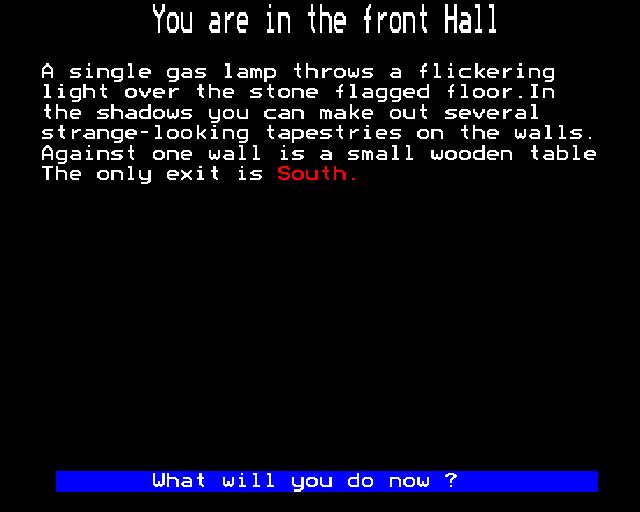 You are in the front Hall
A single gas lamp throws a flickering
light over the stone flagged floor.In
the shadows you can make out several
strange-looking tapestries on the walls.
Against one wall is a small wooden table
The only exit is South.
What will you do now ?